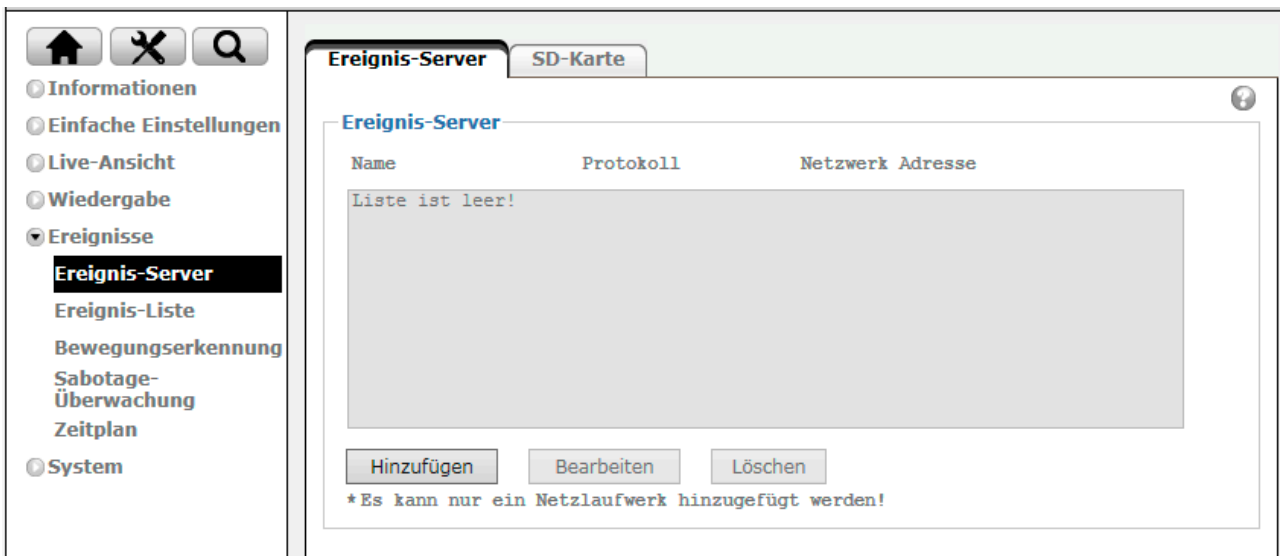 Informationen
Einfache Einstellungen
Live-Ansicht
Wiedergabe
Ereignisse
Ereignis-Server
Ereignis-Liste
Bewegungserkennung
Sabotage-
Überwachung
Zeitplan
System
Ereignis-Server SD-Karte
Ereignis-Server
Name Protokoll Netzwerk Adresse
Liste ist leer!
Hinzufügen Bearbeiten Löschen
*Es kann nur ein Netzlaufwerk hinzugefügt werden!